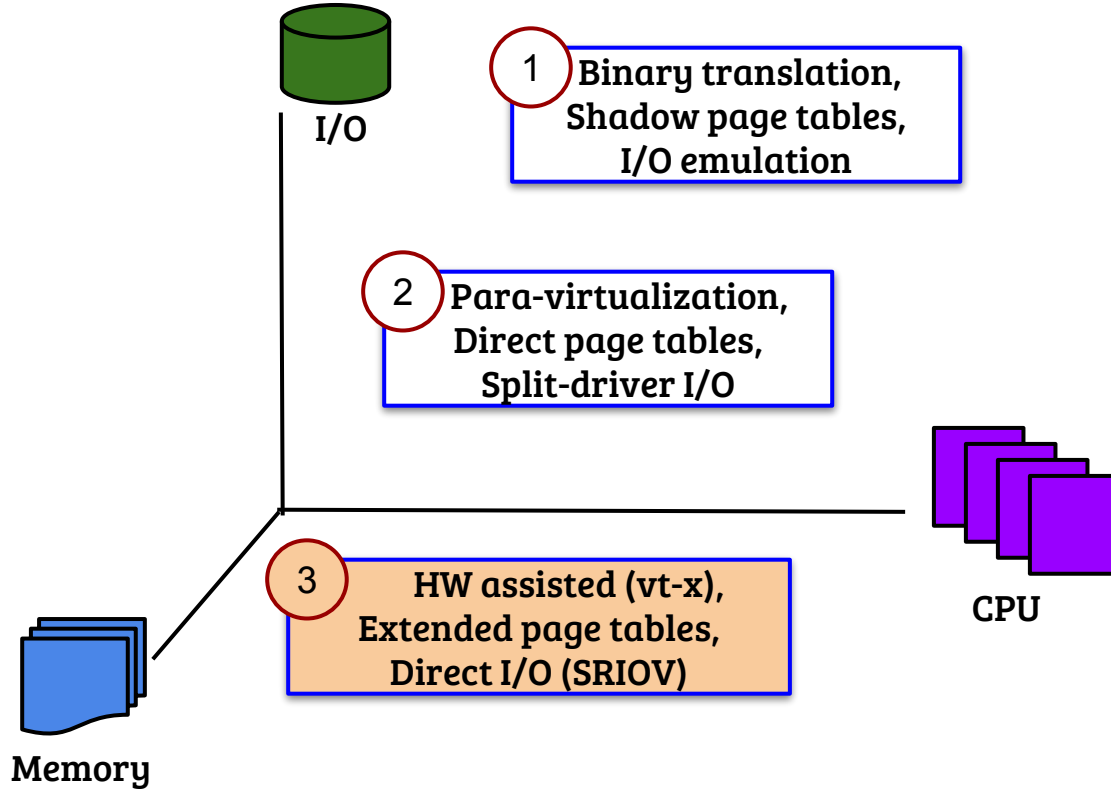 I/O
1
Binary translation,
Shadow page tables,
I/O emulation
2
Para-virtualization,
Direct page tables,
Split-driver I/O
CPU
3
HW assisted (vt-x),
Extended page tables,
Direct I/O (SRIOV)
Memory